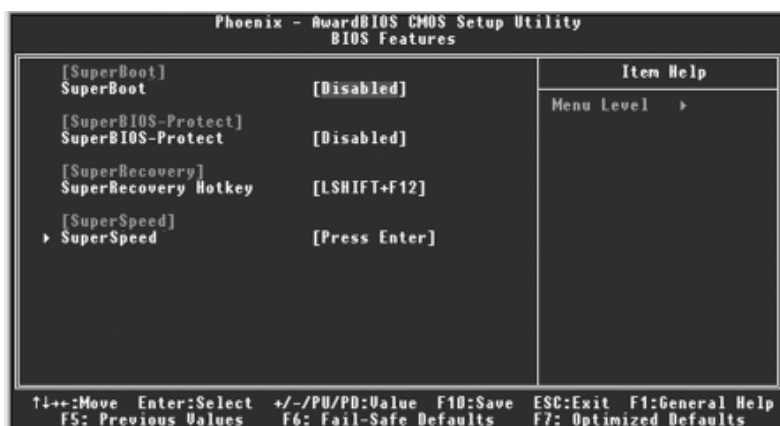 Phoenix - AwardBIOS CMOS Setup Utility
BIOS Features
[SuperBoot]
SuperBoot [Disabled]
[SuperBIOS-Protect]
SuperBIOS-Protect [Disabled]
[SuperRecovery]
SuperRecovery Hotkey [LSHIFT+F12]
[SuperSpeed]
▸ SuperSpeed [Press Enter]
Item Help
Menu Level ▸
↑↓→←:Move Enter:Select +/-/PU/PD:Value F10:Save ESC:Exit F1:General Help
F5: Previous Values F6: Fail-Safe Defaults F7: Optimized Defaults